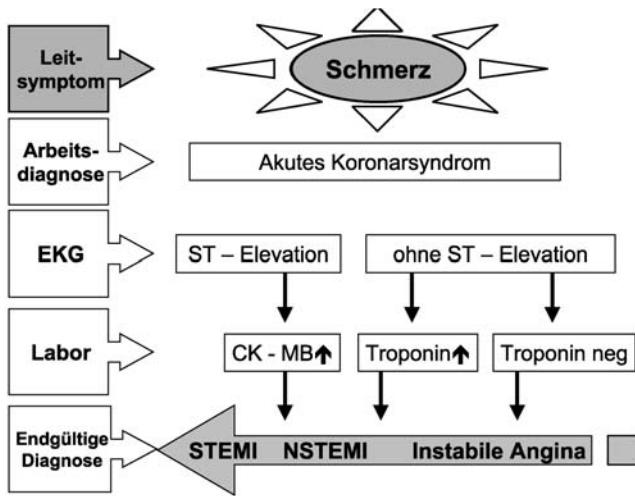 Leit-
symptom
Schmerz
Arbeits-
diagnose
Akutes Koronarsyndrom
EKG
ST – Elevation
ohne ST – Elevation
Labor
CK - MB↑
Troponin↑
Troponin neg
Endgültige
Diagnose
STEMI NSTEMI Instabile Angina